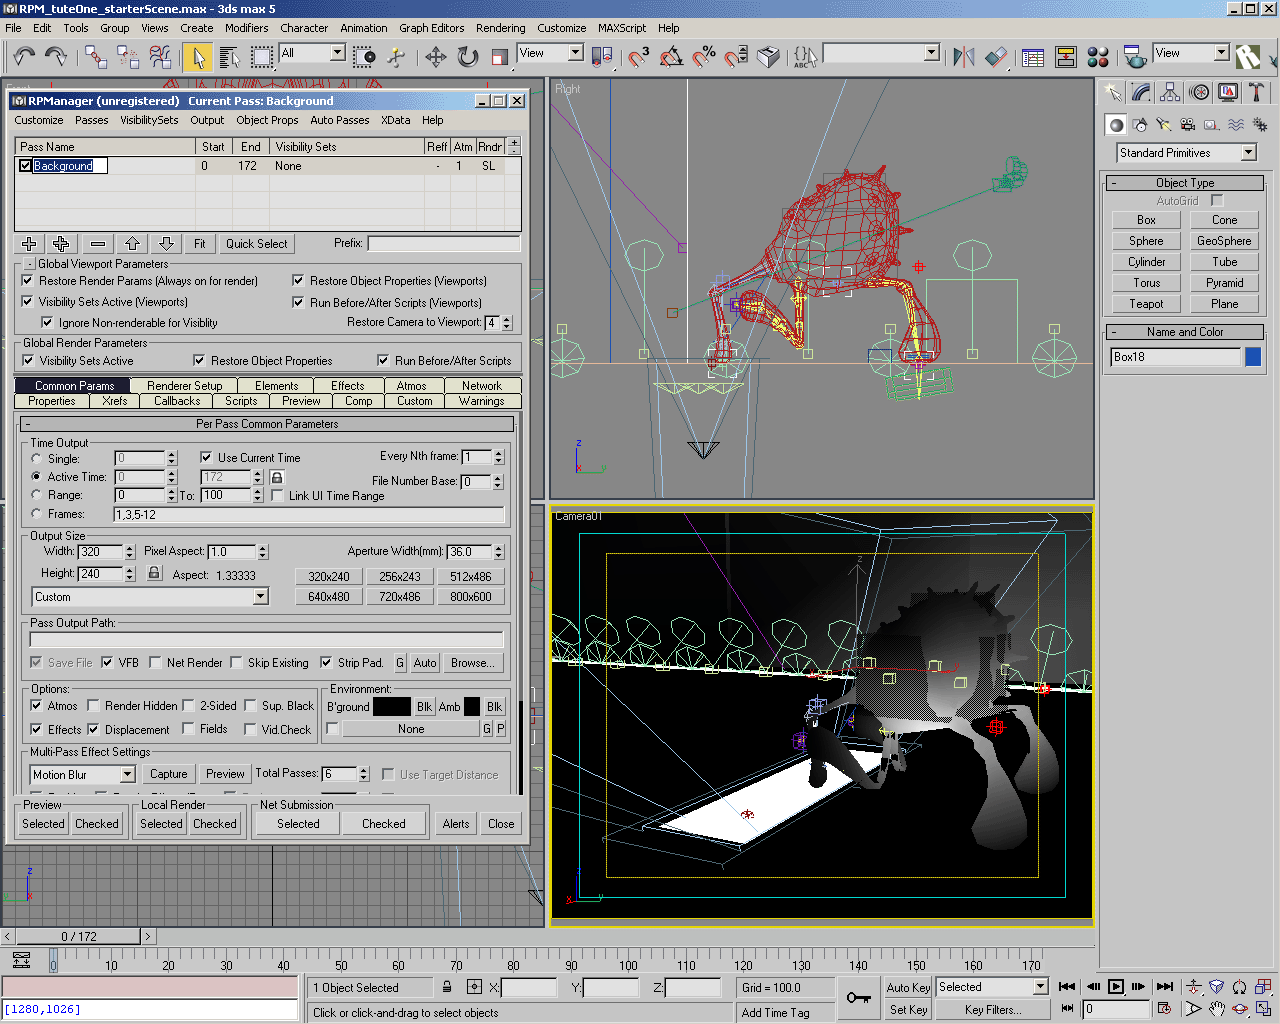 RPM_tuteOne_starterScene.max - 3ds max 5
File Edit Tools Group Views Create Modifiers Character Animation Graph Editors Rendering Customize MAXScript Help
All View 3 % ABC View
RPManager (unregistered) Current Pass: Background
Customize Passes VisibilitySets Output Object Props Auto Passes XData Help
Pass Name Start End Visibility Sets Reff Atm Rndr
Background 0 172 None - 1 SL
Fit Quick Select Prefix:
Global Viewport Parameters
Restore Render Params (Always on for render) Restore Object Properties (Viewports)
Visibility Sets Active (Viewports) Run Before/After Scripts (Viewports)
Ignore Non-renderable for Visiblity Restore Camera to Viewport: 4
Global Render Parameters
Visibility Sets Active Restore Object Properties Run Before/After Scripts
Common Params Renderer Setup Elements Effects Atmos Network
Properties Xrefs Callbacks Scripts Preview Comp Custom Warnings
Per Pass Common Parameters
Time Output
Single: 0 Use Current Time Every Nth frame: 1
Active Time: 0 172 File Number Base: 0
Range: 0 To: 100 Link UI Time Range
Frames: 1,3,5-12
Output Size
Width: 320 Pixel Aspect: 1.0 Aperture Width(mm): 36.0
Height: 240 Aspect: 1.33333 320x240 256x243 512x486
Custom 640x480 720x486 800x600
Pass Output Path:
Save File VFB Net Render Skip Existing Strip Pad. G Auto Browse...
Options: Environment:
Atmos Render Hidden 2-Sided Sup. Black B'ground Blk Amb Blk
Effects Displacement Fields Vid.Check None G P
Multi-Pass Effect Settings
Motion Blur Capture Preview Total Passes: 6 Use Target Distance
Preview Local Render Net Submission
Selected Checked Selected Checked Selected Checked Alerts Close
Right
z
x y
Camera01
z
z
x y
z
y x
Standard Primitives
- Object Type
AutoGrid
Box Cone
Sphere GeoSphere
Cylinder Tube
Torus Pyramid
Teapot Plane
- Name and Color
Box18
< 0 / 172 >
0 10 20 30 40 50 60 70 80 90 100 110 120 130 140 150 160 170
1 Object Selected X: Y: Z: Grid = 100.0 Auto Key Selected
[1280,1026] Click or click-and-drag to select objects Add Time Tag Set Key Key Filters... 0